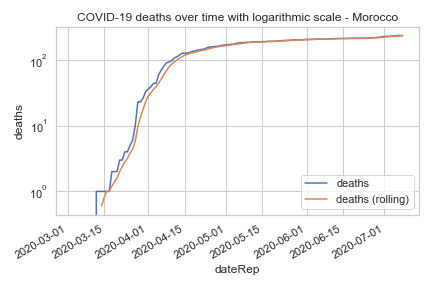 COVID-19 deaths over time with logarithmic scale - Morocco
deaths
10²
10¹
10⁰
deaths
deaths (rolling)
2020-03-01
2020-03-15
2020-04-01
2020-04-15
2020-05-01
2020-05-15
2020-06-01
2020-06-15
2020-07-01
dateRep